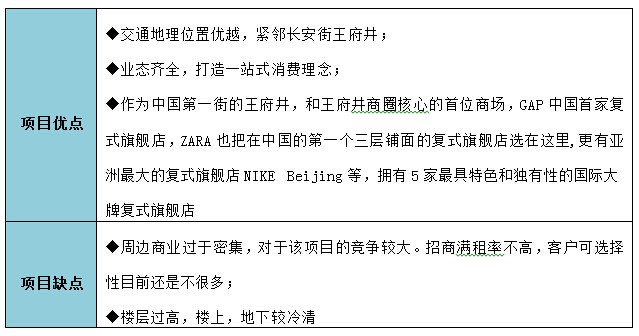 项目优点
◆交通地理位置优越，紧邻长安街王府井；
◆业态齐全，打造一站式消费理念；
◆作为中国第一街的王府井，和王府井商圈核心的首位商场，GAP 中国首家复
式旗舰店，ZARA 也把在中国的第一个三层铺面的复式旗舰店选在这里,更有亚
洲最大的复式旗舰店 NIKE Beijing 等，拥有 5 家最具特色和独有性的国际大
牌复式旗舰店
项目缺点
◆周边商业过于密集，对于该项目的竞争较大。招商满租率不高，客户可选择
性目前还是不很多；
◆楼层过高，楼上，地下较冷清